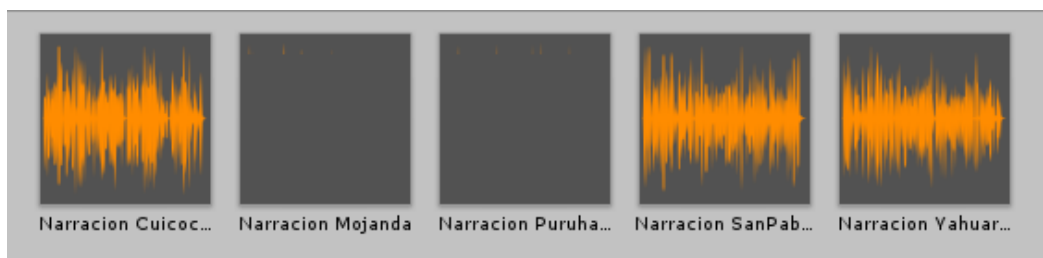 Narracion Cuicoc...
Narracion Mojanda
Narracion Puruha...
Narracion SanPab...
Narracion Yahuar...